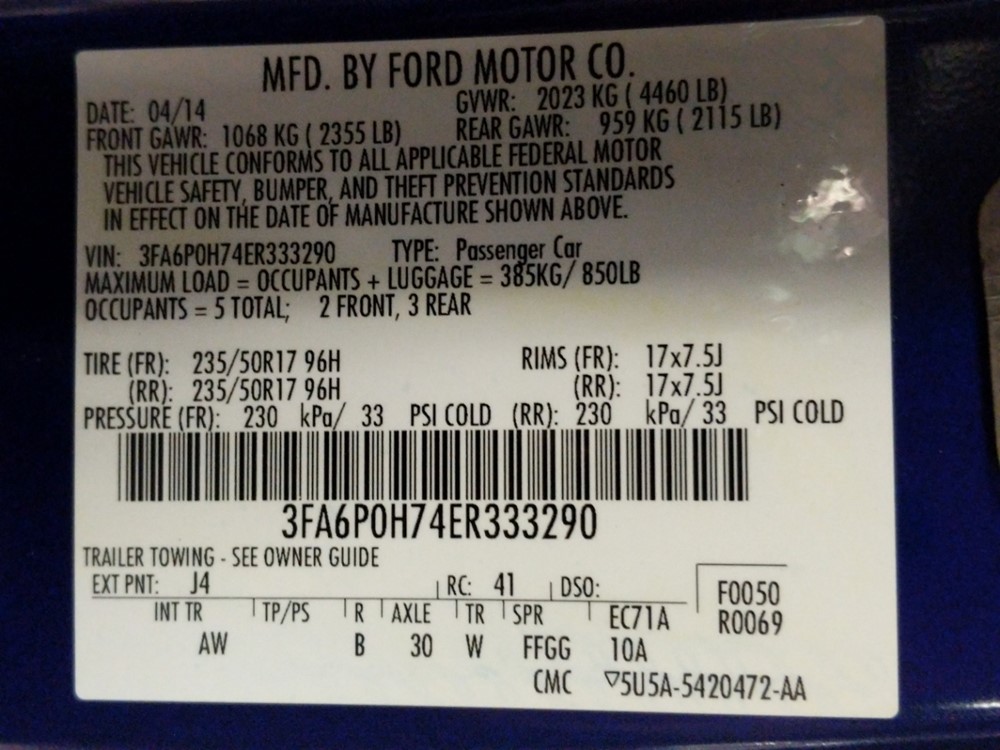 MFD. BY FORD MOTOR CO.
DATE: 04/14 GVWR: 2023 KG ( 4460 LB)
FRONT GAWR: 1068 KG ( 2355 LB) REAR GAWR: 959 KG ( 2115 LB)
THIS VEHICLE CONFORMS TO ALL APPLICABLE FEDERAL MOTOR
VEHICLE SAFETY, BUMPER, AND THEFT PREVENTION STANDARDS
IN EFFECT ON THE DATE OF MANUFACTURE SHOWN ABOVE.
VIN: 3FA6P0H74ER333290 TYPE: Passenger Car
MAXIMUM LOAD = OCCUPANTS + LUGGAGE = 385KG/ 850LB
OCCUPANTS = 5 TOTAL; 2 FRONT, 3 REAR
TIRE (FR): 235/50R17 96H RIMS (FR): 17x7.5J
(RR): 235/50R17 96H (RR): 17x7.5J
PRESSURE (FR): 230 kPa/ 33 PSI COLD (RR): 230 kPa/ 33 PSI COLD
3FA6P0H74ER333290
TRAILER TOWING - SEE OWNER GUIDE
EXT PNT: J4 RC: 41 DSO: F0050
INT TR TP/PS R AXLE TR SPR EC71A R0069
AW B 30 W FFGG 10A
CMC ▽5U5A-5420472-AA